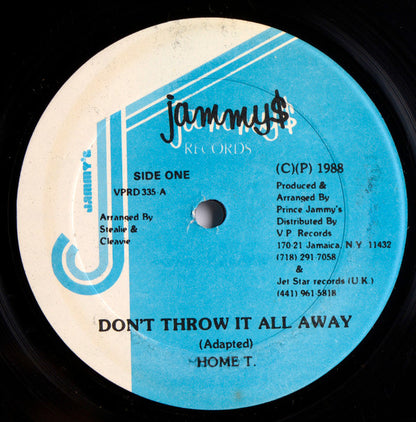 jammy$
RECORDS
JAMMY'S
SIDE ONE
VPRD 335-A
Arranged By
Stealie &
Cleavie
(C)(P) 1988
Produced &
Arranged By
Prince Jammy's
Distributed By
V.P. Records
170-21 Jamaica, N.Y. 11432
(718) 291-7058
&
Jet Star records (U.K.)
(441) 961-5818
DON'T THROW IT ALL AWAY
(Adapted)
HOME T.